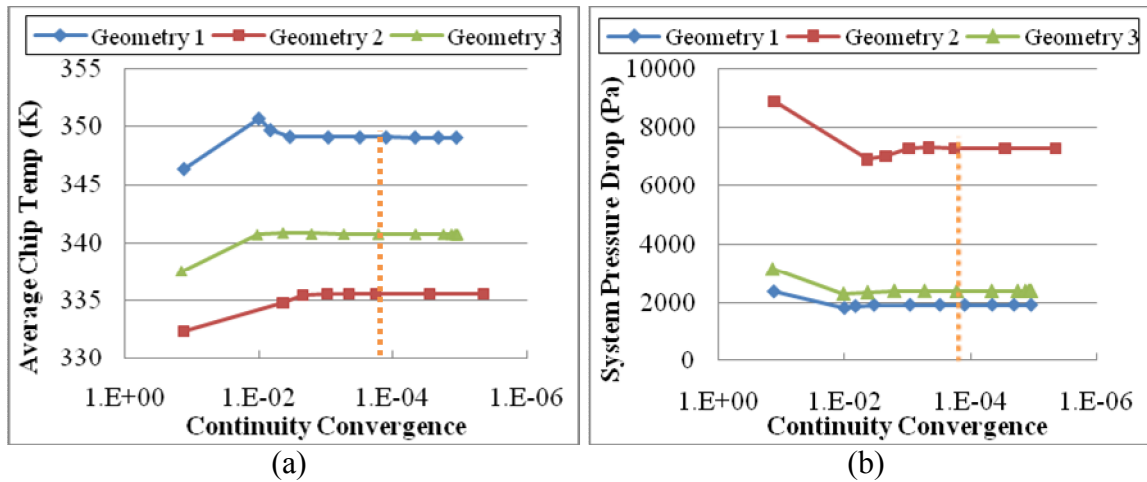 Geometry 1 Geometry 2 Geometry 3
355
350
345
340
335
330
Average Chip Temp (K)
1.E+00 1.E-02 1.E-04 1.E-06
Continuity Convergence
(a)
Geometry 1 Geometry 2 Geometry 3
10000
8000
6000
4000
2000
0
System Pressure Drop (Pa)
1.E+00 1.E-02 1.E-04 1.E-06
Continuity Convergence
(b)